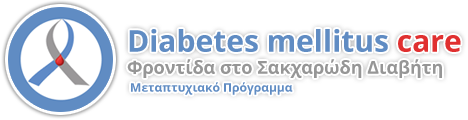 Diabetes mellitus care
Φροντίδα στο Σακχαρώδη Διαβήτη
Μεταπτυχιακό Πρόγραμμα